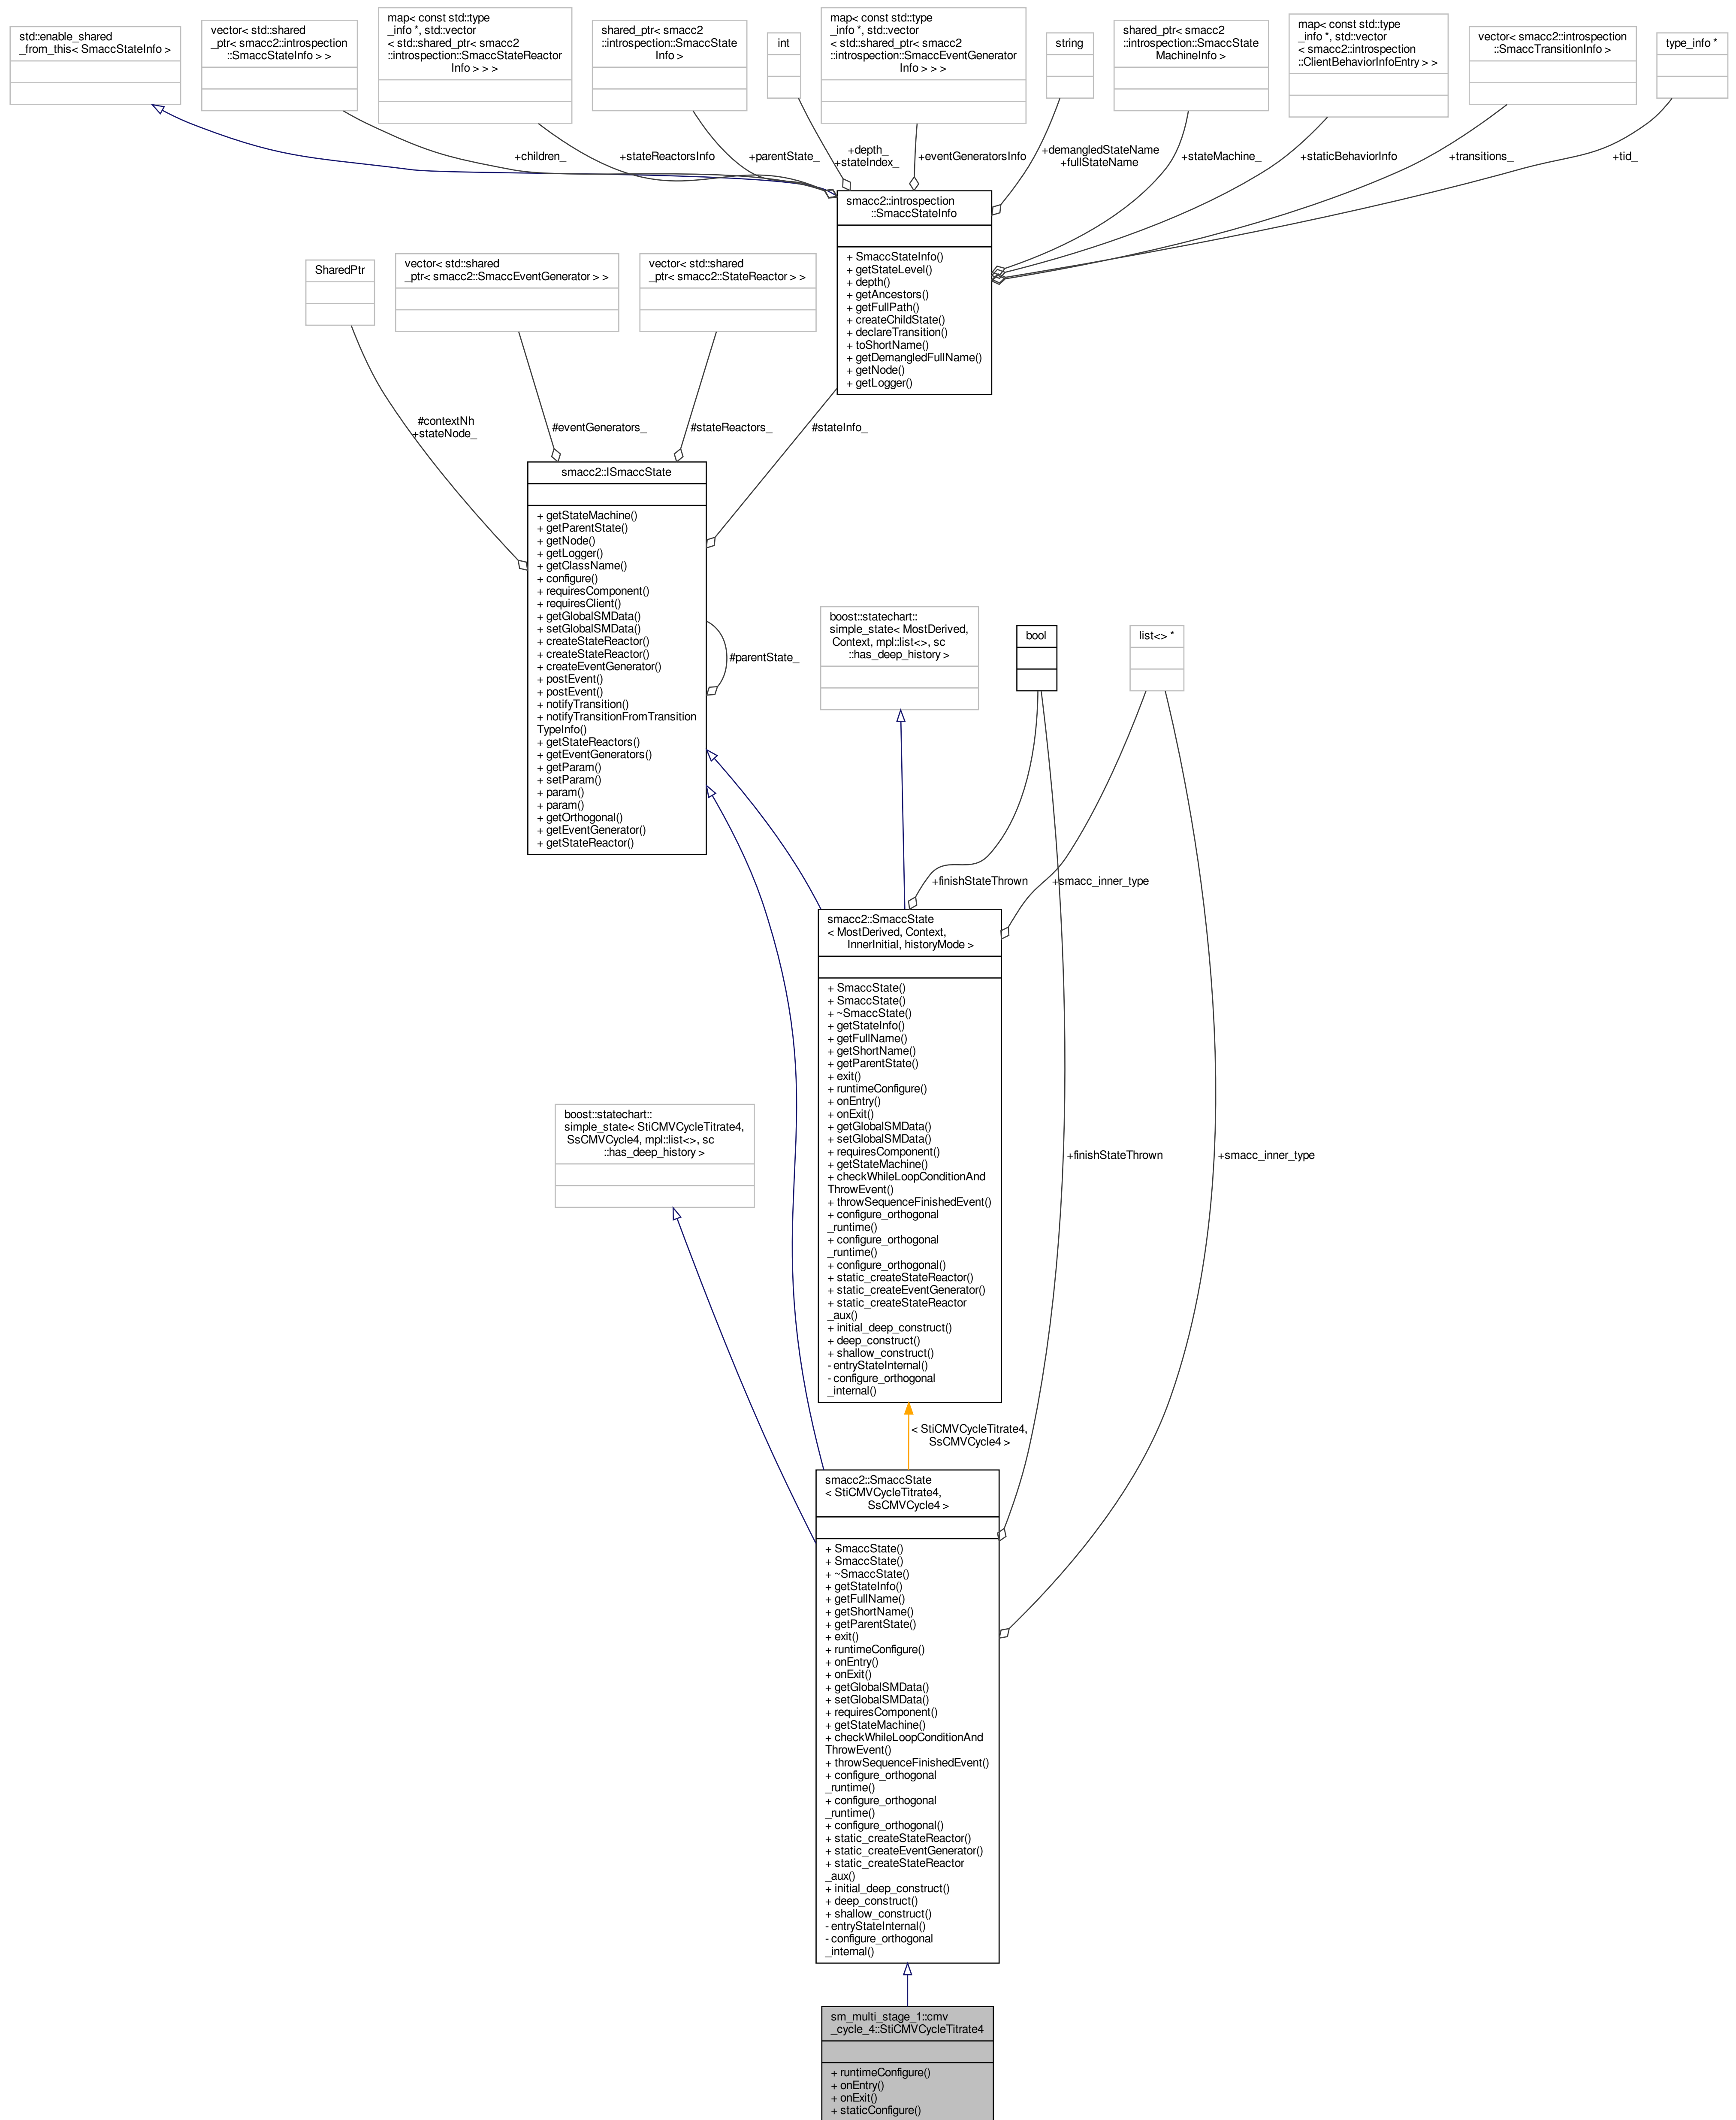 std::enable_shared
_from_this< SmaccStateInfo >
vector< std::shared
_ptr< smacc2::introspection
::SmaccStateInfo > >
map< const std::type
_info *, std::vector
< std::shared_ptr< smacc2
::introspection::SmaccStateReactor
Info > > >
shared_ptr< smacc2
::introspection::SmaccState
Info >
int
map< const std::type
_info *, std::vector
< std::shared_ptr< smacc2
::introspection::SmaccEventGenerator
Info > > >
string
shared_ptr< smacc2
::introspection::SmaccState
MachineInfo >
map< const std::type
_info *, std::vector
< smacc2::introspection
::ClientBehaviorInfoEntry > >
vector< smacc2::introspection
::SmaccTransitionInfo >
type_info *
+children_
+stateReactorsInfo
+parentState_
+depth_
+stateIndex_
+eventGeneratorsInfo
+demangledStateName
+fullStateName
+stateMachine_
+staticBehaviorInfo
+transitions_
+tid_
smacc2::introspection
::SmaccStateInfo
+ SmaccStateInfo()
+ getStateLevel()
+ depth()
+ getAncestors()
+ getFullPath()
+ createChildState()
+ declareTransition()
+ toShortName()
+ getDemangledFullName()
+ getNode()
+ getLogger()
SharedPtr
vector< std::shared
_ptr< smacc2::SmaccEventGenerator > >
vector< std::shared
_ptr< smacc2::StateReactor > >
#contextNh
+stateNode_
#eventGenerators_
#stateReactors_
#stateInfo_
smacc2::ISmaccState
+ getStateMachine()
+ getParentState()
+ getNode()
+ getLogger()
+ getClassName()
+ configure()
+ requiresComponent()
+ requiresClient()
+ getGlobalSMData()
+ setGlobalSMData()
+ createStateReactor()
+ createStateReactor()
+ createEventGenerator()
+ postEvent()
+ postEvent()
+ notifyTransition()
+ notifyTransitionFromTransition
TypeInfo()
+ getStateReactors()
+ getEventGenerators()
+ getParam()
+ setParam()
+ param()
+ param()
+ getOrthogonal()
+ getEventGenerator()
+ getStateReactor()
#parentState_
boost::statechart::
simple_state< MostDerived,
Context, mpl::list<>, sc
::has_deep_history >
bool
list<> *
+finishStateThrown
+smacc_inner_type
smacc2::SmaccState
< MostDerived, Context,
InnerInitial, historyMode >
+ SmaccState()
+ SmaccState()
+ ~SmaccState()
+ getStateInfo()
+ getFullName()
+ getShortName()
+ getParentState()
+ exit()
+ runtimeConfigure()
+ onEntry()
+ onExit()
+ getGlobalSMData()
+ setGlobalSMData()
+ requiresComponent()
+ getStateMachine()
+ checkWhileLoopConditionAnd
ThrowEvent()
+ throwSequenceFinishedEvent()
+ configure_orthogonal
_runtime()
+ configure_orthogonal
_runtime()
+ configure_orthogonal()
+ static_createStateReactor()
+ static_createEventGenerator()
+ static_createStateReactor
_aux()
+ initial_deep_construct()
+ deep_construct()
+ shallow_construct()
- entryStateInternal()
- configure_orthogonal
_internal()
boost::statechart::
simple_state< StiCMVCycleTitrate4,
SsCMVCycle4, mpl::list<>, sc
::has_deep_history >
+finishStateThrown
+smacc_inner_type
< StiCMVCycleTitrate4,
SsCMVCycle4 >
smacc2::SmaccState
< StiCMVCycleTitrate4,
SsCMVCycle4 >
+ SmaccState()
+ SmaccState()
+ ~SmaccState()
+ getStateInfo()
+ getFullName()
+ getShortName()
+ getParentState()
+ exit()
+ runtimeConfigure()
+ onEntry()
+ onExit()
+ getGlobalSMData()
+ setGlobalSMData()
+ requiresComponent()
+ getStateMachine()
+ checkWhileLoopConditionAnd
ThrowEvent()
+ throwSequenceFinishedEvent()
+ configure_orthogonal
_runtime()
+ configure_orthogonal
_runtime()
+ configure_orthogonal()
+ static_createStateReactor()
+ static_createEventGenerator()
+ static_createStateReactor
_aux()
+ initial_deep_construct()
+ deep_construct()
+ shallow_construct()
- entryStateInternal()
- configure_orthogonal
_internal()
sm_multi_stage_1::cmv
_cycle_4::StiCMVCycleTitrate4
+ runtimeConfigure()
+ onEntry()
+ onExit()
+ staticConfigure()